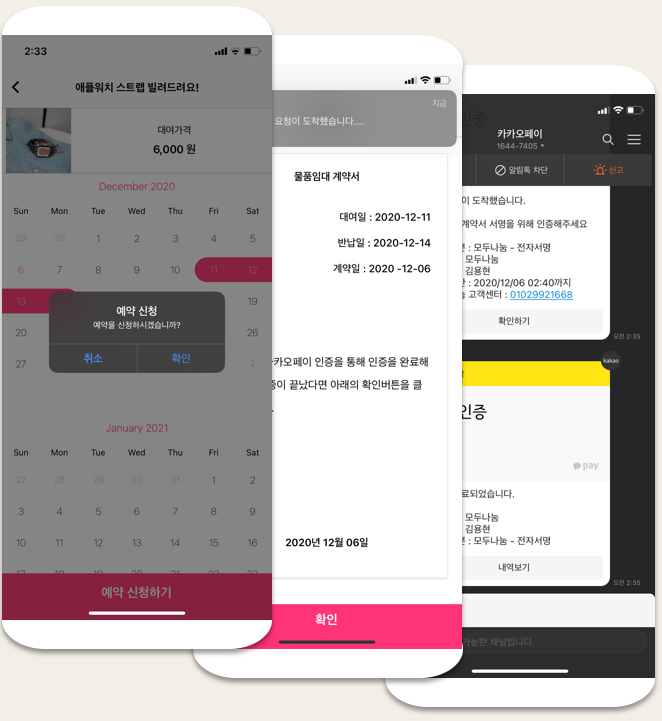 2:33
애플워치 스트랩 빌려드려요!
대여가격
6,000 원
December 2020
Sun Mon Tue Wed Thu Fri Sat
29 30 1 2 3 4 5
6 7 8 9 10 11 12
13 19
20 26
27 2
예약 신청
예약을 신청하시겠습니까?
취소 확인
January 2021
Sun Mon Tue Wed Thu Fri Sat
27 28 29 30 31 1 2
3 4 5 6 7 8 9
10 11 12 13 14 15 16
17 18 19 20 21 22 23
예약 신청하기
지금
요청이 도착했습니다....
물품임대 계약서
대여일 : 2020-12-11
반납일 : 2020-12-14
계약일 : 2020 -12-06
카카오페이 인증을 통해 인증을 완료해
증이 끝났다면 아래의 확인버튼을 클
2020년 12월 06일
확인
인증
카카오페이
1644-7405
알림톡 차단
신고
이 도착했습니다.
계약서 서명을 위해 인증해주세요
: 모두나눔 - 전자서명
모두나눔
김용현
: 2020/12/06 02:40까지
고객센터 : 01029921668
확인하기
오전 2:35
kakao
인증
pay
료되었습니다.
모두나눔
김용현
: 모두나눔 - 전자서명
내역보기
오전 2:35
가능한 채널입니다.